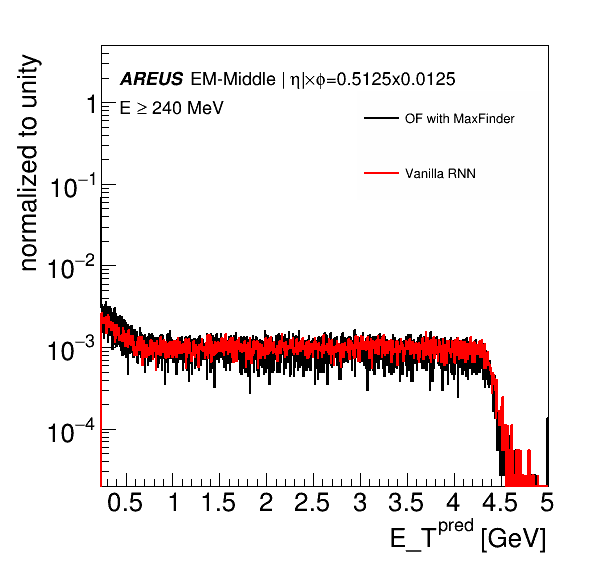 normalized to unity
AREUS EM-Middle | η|×ϕ=0.5125x0.0125
E ≥ 240 MeV
OF with MaxFinder
Vanilla RNN
1
10⁻¹
10⁻²
10⁻³
10⁻⁴
0.5 1 1.5 2 2.5 3 3.5 4 4.5 5
E_T^pred [GeV]